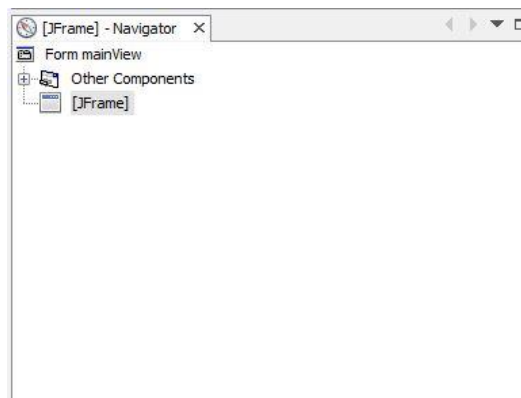 [JFrame] - Navigator
Form mainView
Other Components
[JFrame]